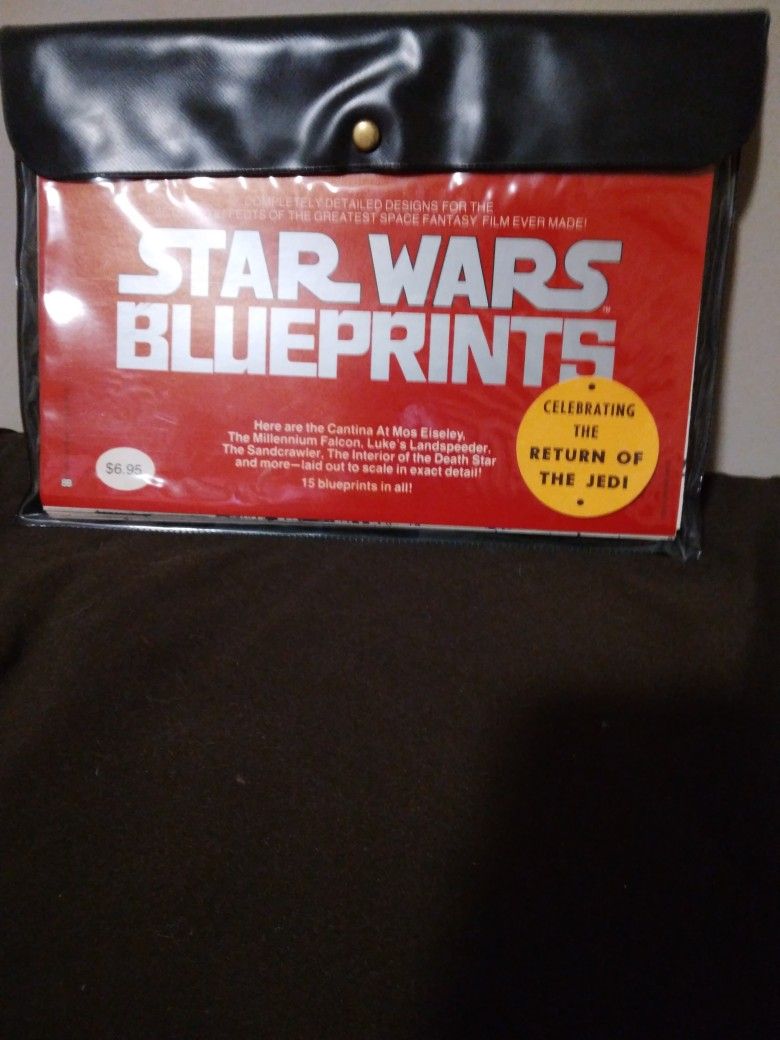 COMPLETELY DETAILED DESIGNS FOR THE
EFFECTS OF THE GREATEST SPACE FANTASY FILM EVER MADE!
STAR WARS
TM
BLUEPRINTS
Here are the Cantina At Mos Eiseley,
The Millennium Falcon, Luke's Landspeeder,
The Sandcrawler, The Interior of the Death Star
and more—laid out to scale in exact detail!
15 blueprints in all!
$6.95
BB
CELEBRATING
THE
RETURN OF
THE JEDI